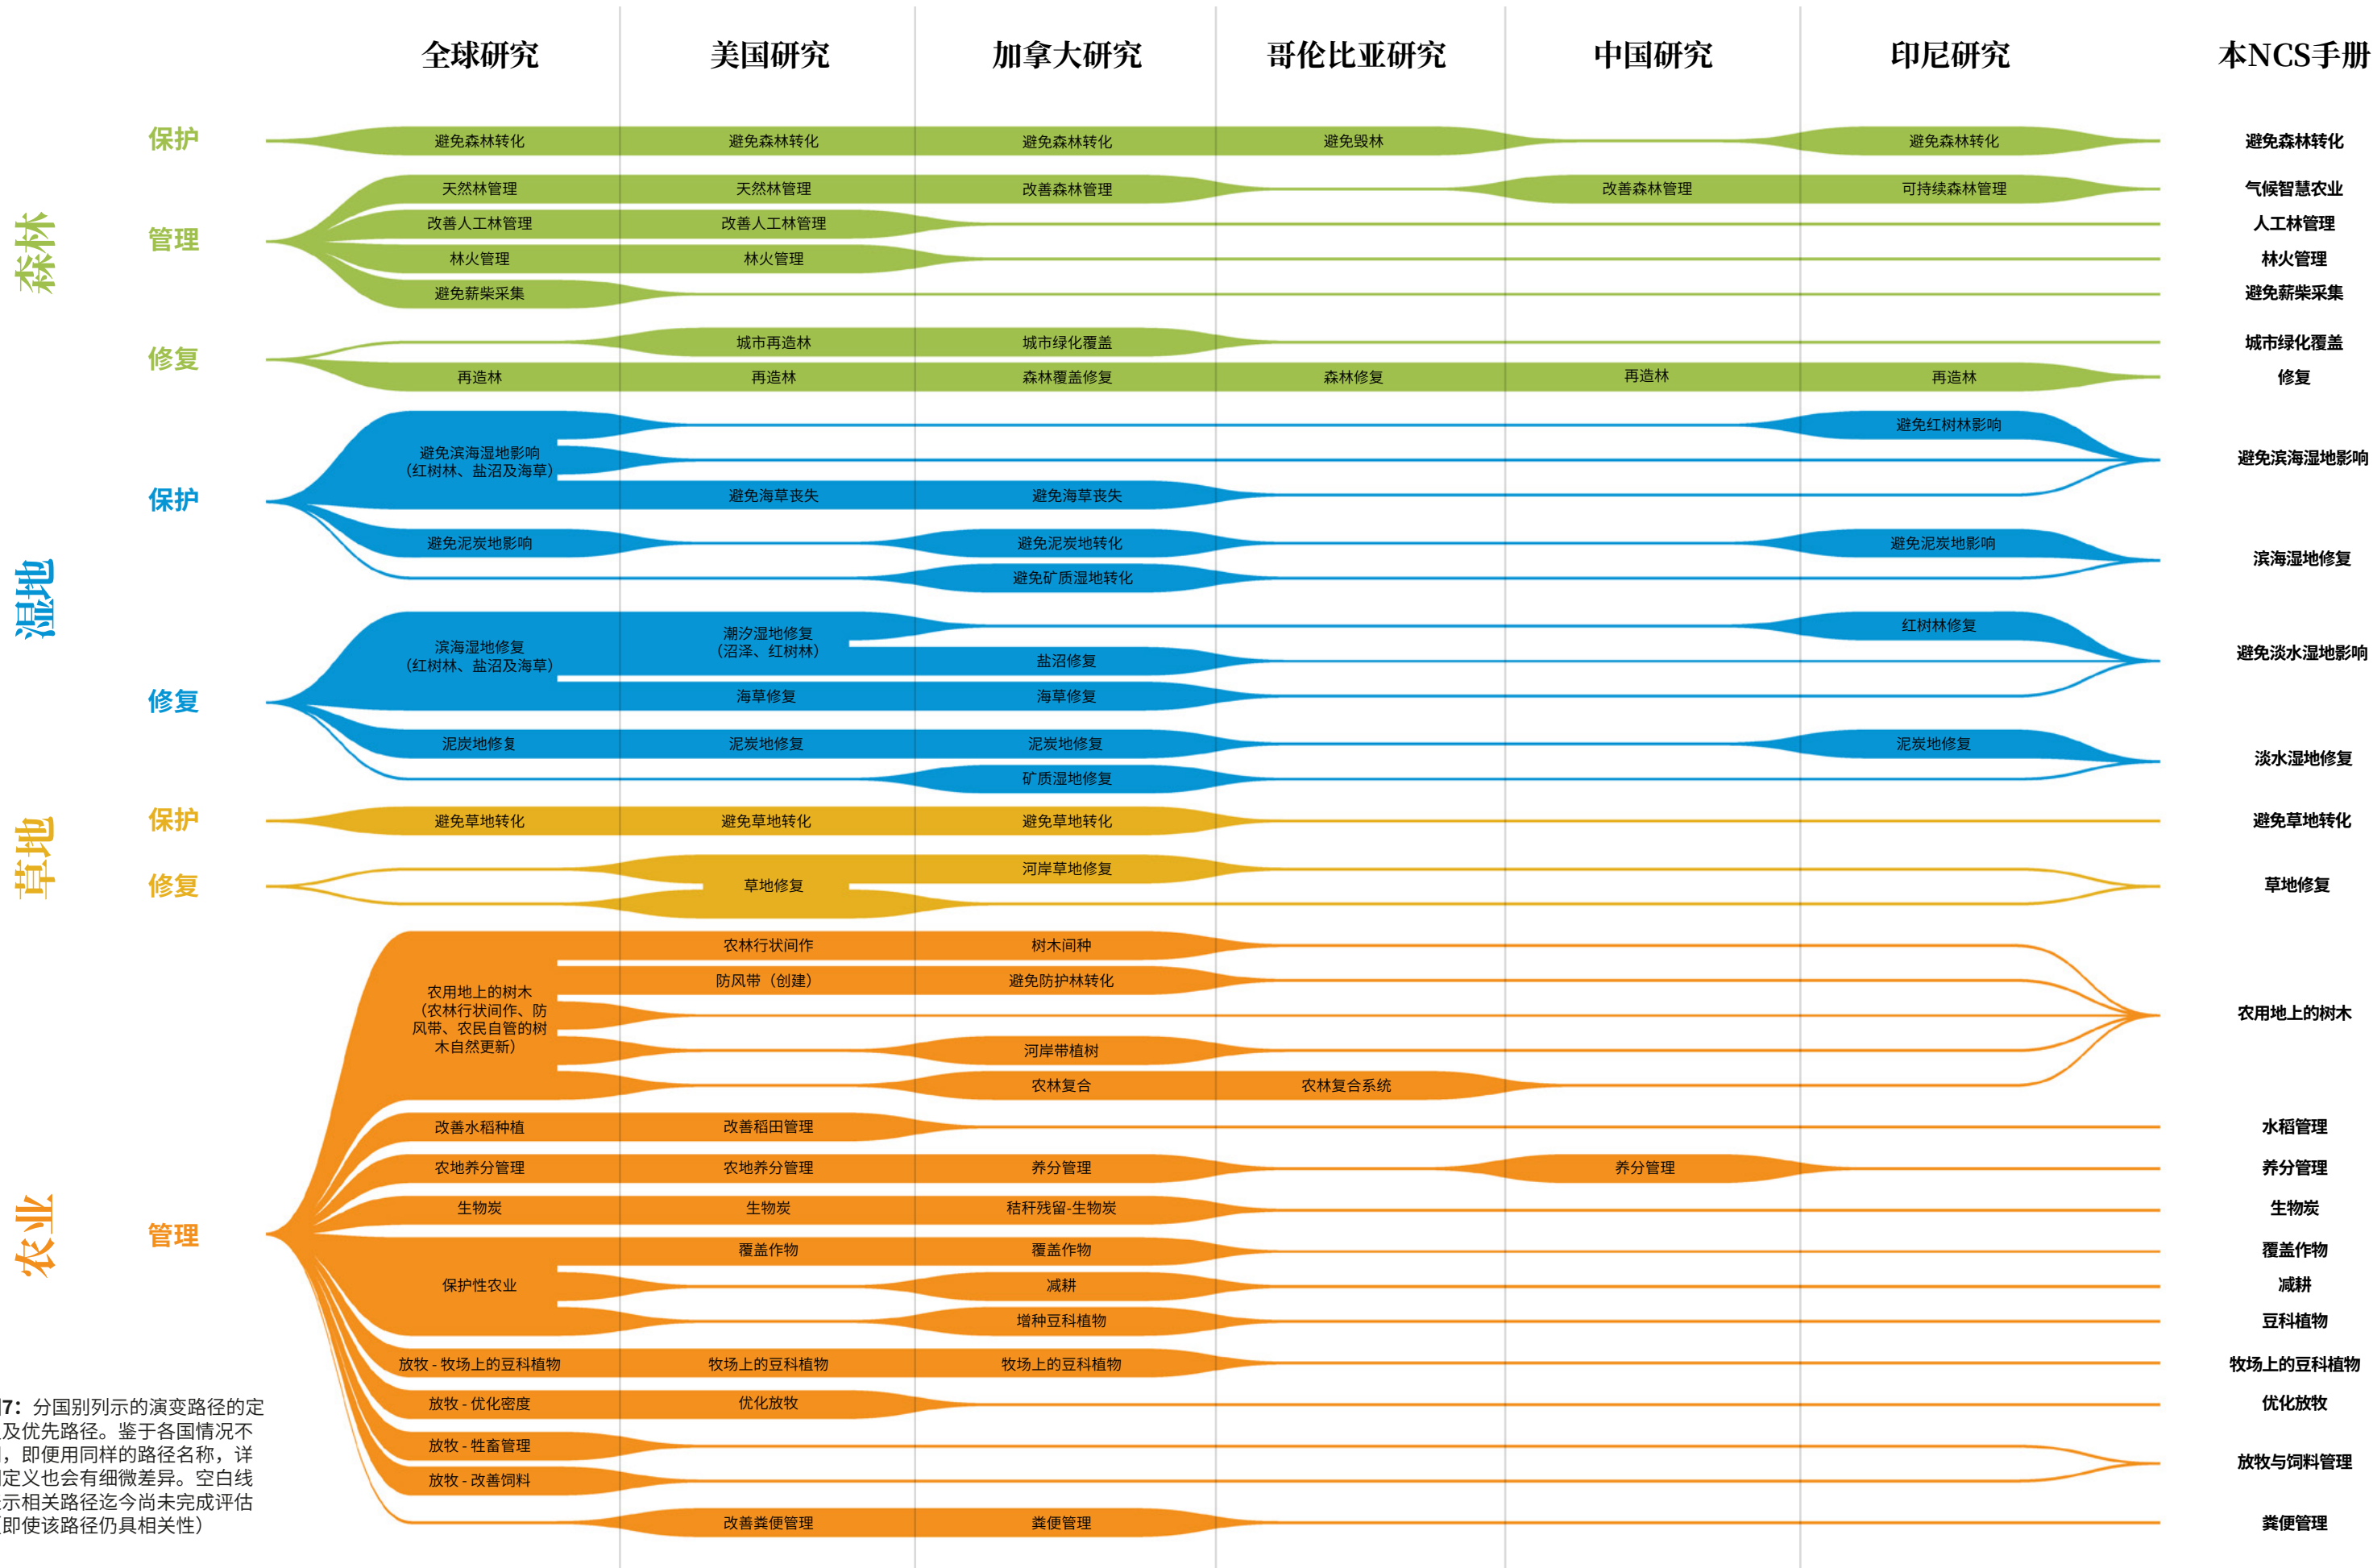 全球研究 美国研究 加拿大研究 哥伦比亚研究 中国研究 印尼研究 本NCS手册
森林
保护
避免森林转化 避免森林转化 避免森林转化 避免毁林 避免森林转化 避免森林转化
管理
天然林管理 天然林管理 改善森林管理 改善森林管理 可持续森林管理 气候智慧农业
改善人工林管理 改善人工林管理 人工林管理
林火管理 林火管理 林火管理
避免薪柴采集 避免薪柴采集
修复
城市再造林 城市绿化覆盖 城市绿化覆盖
再造林 再造林 森林覆盖修复 森林修复 再造林 再造林 修复
湿地
保护
避免红树林影响
避免滨海湿地影响
（红树林、盐沼及海草）
避免滨海湿地影响
避免海草丧失 避免海草丧失
避免泥炭地影响 避免泥炭地转化 避免泥炭地影响
滨海湿地修复
避免矿质湿地转化
修复
滨海湿地修复
（红树林、盐沼及海草）
潮汐湿地修复
（沼泽、红树林）
红树林修复
盐沼修复
避免淡水湿地影响
海草修复 海草修复
泥炭地修复 泥炭地修复 泥炭地修复 泥炭地修复
淡水湿地修复
矿质湿地修复
草地
保护
避免草地转化 避免草地转化 避免草地转化 避免草地转化
修复
河岸草地修复
草地修复 草地修复
农业
管理
农林行状间作 树木间种
防风带（创建） 避免防护林转化
农用地上的树木
（农林行状间作、防
风带、农民自管的树
木自然更新）
农用地上的树木
河岸带植树
农林复合 农林复合系统
改善水稻种植 改善稻田管理 水稻管理
农地养分管理 农地养分管理 养分管理 养分管理 养分管理
生物炭 生物炭 秸秆残留-生物炭 生物炭
覆盖作物 覆盖作物 覆盖作物
保护性农业 减耕 减耕
增种豆科植物 豆科植物
放牧 - 牧场上的豆科植物 牧场上的豆科植物 牧场上的豆科植物 牧场上的豆科植物
放牧 - 优化密度 优化放牧 优化放牧
放牧 - 牲畜管理
放牧与饲料管理
放牧 - 改善饲料
改善粪便管理 粪便管理 粪便管理
7：分国别列示的演变路径的定
及优先路径。鉴于各国情况不
，即便用同样的路径名称，详
定义也会有细微差异。空白线
示相关路径迄今尚未完成评估
（即使该路径仍具相关性）